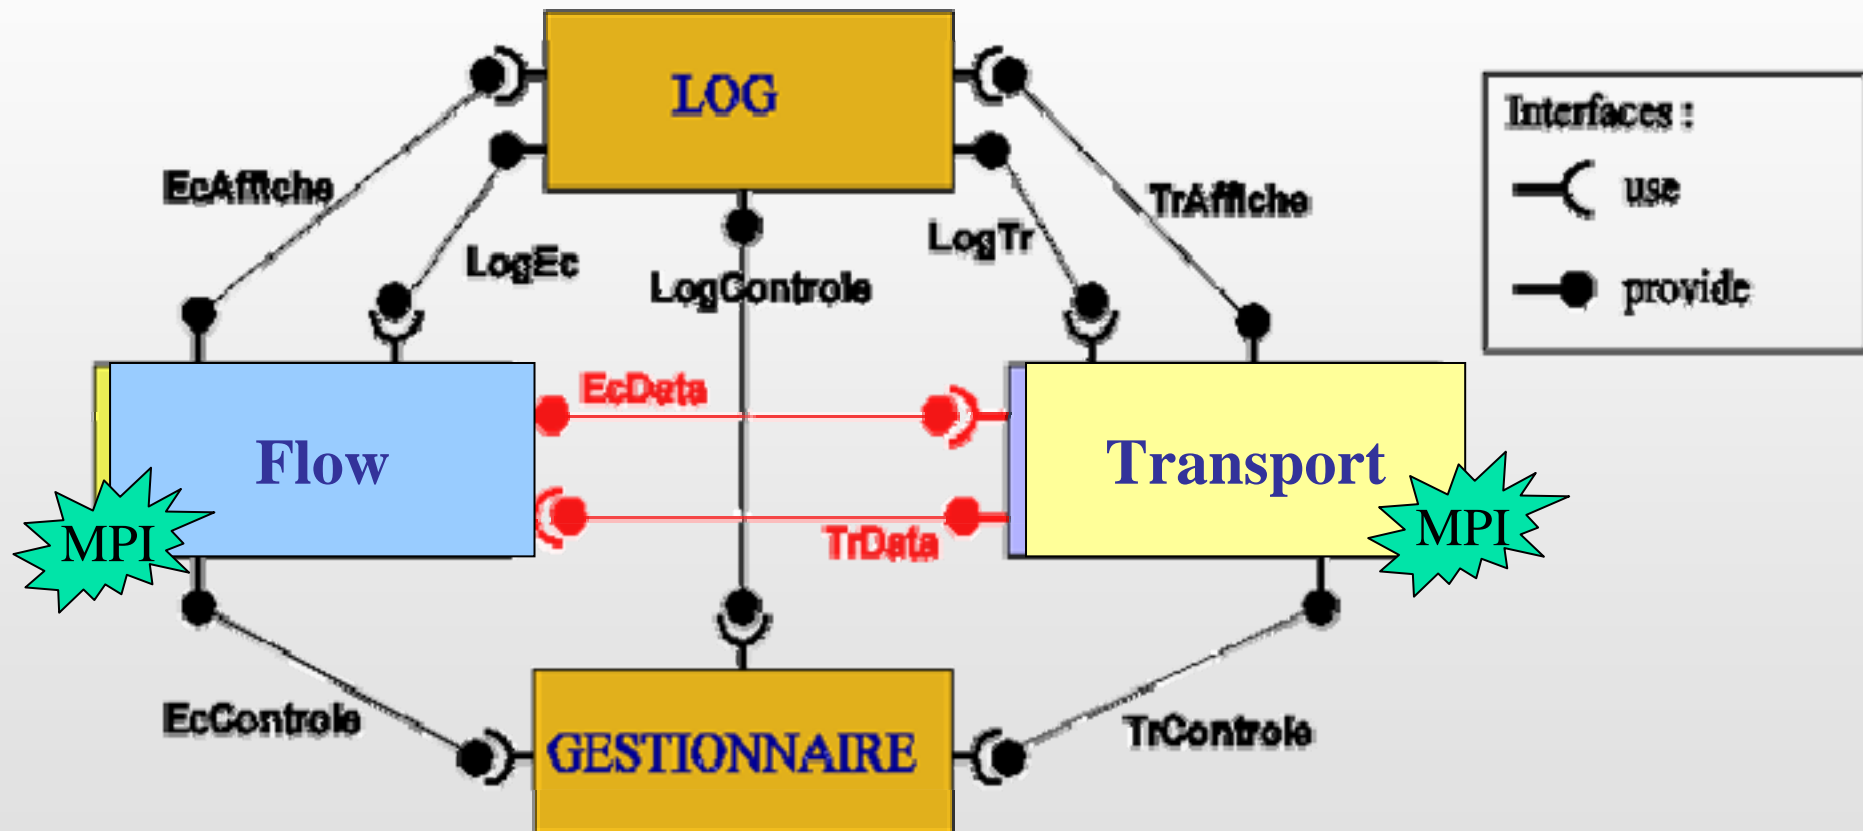 LOG
Interfaces :
use
provide
EcAffiche
TrAffiche
LogEc
LogTr
LogControle
EcData
Flow
Transport
MPI
MPI
TrData
EcControle
TrControle
GESTIONNAIRE